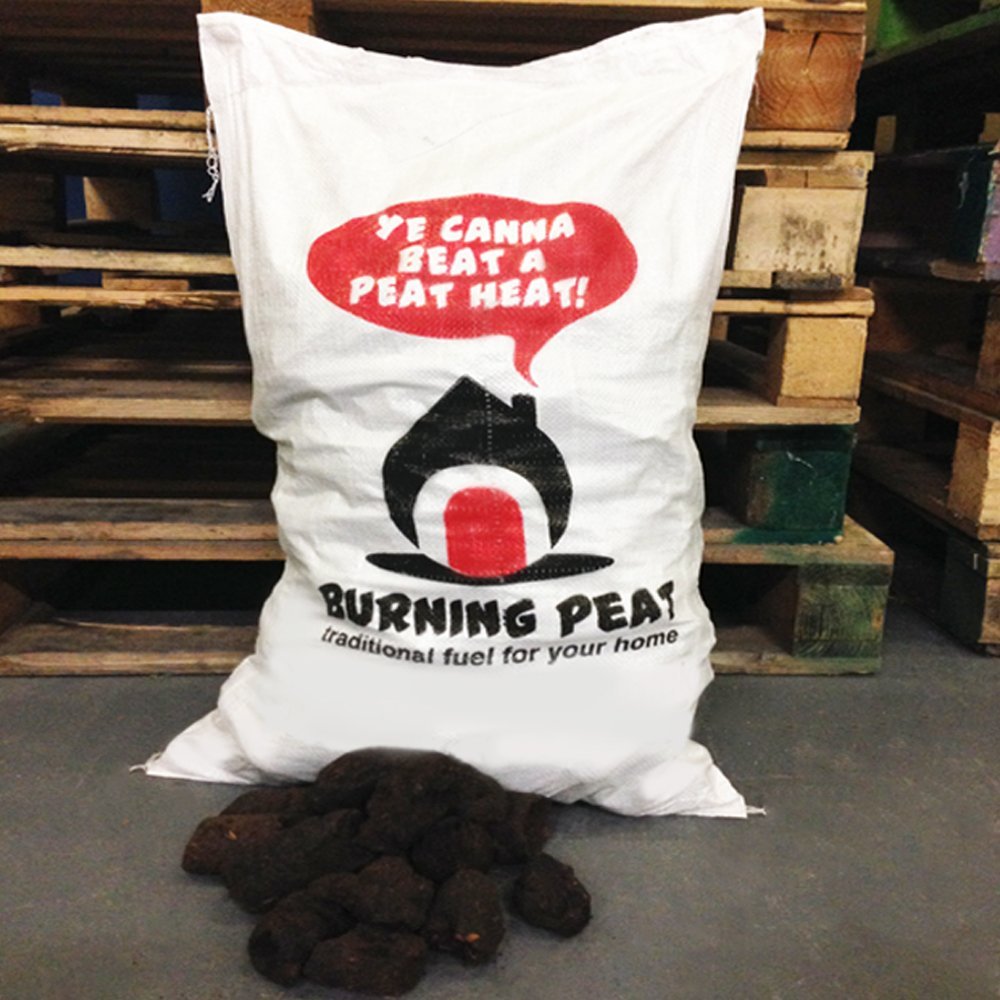 YE CANNA
BEAT A
PEAT HEAT!
BURNING PEAT
traditional fuel for your home